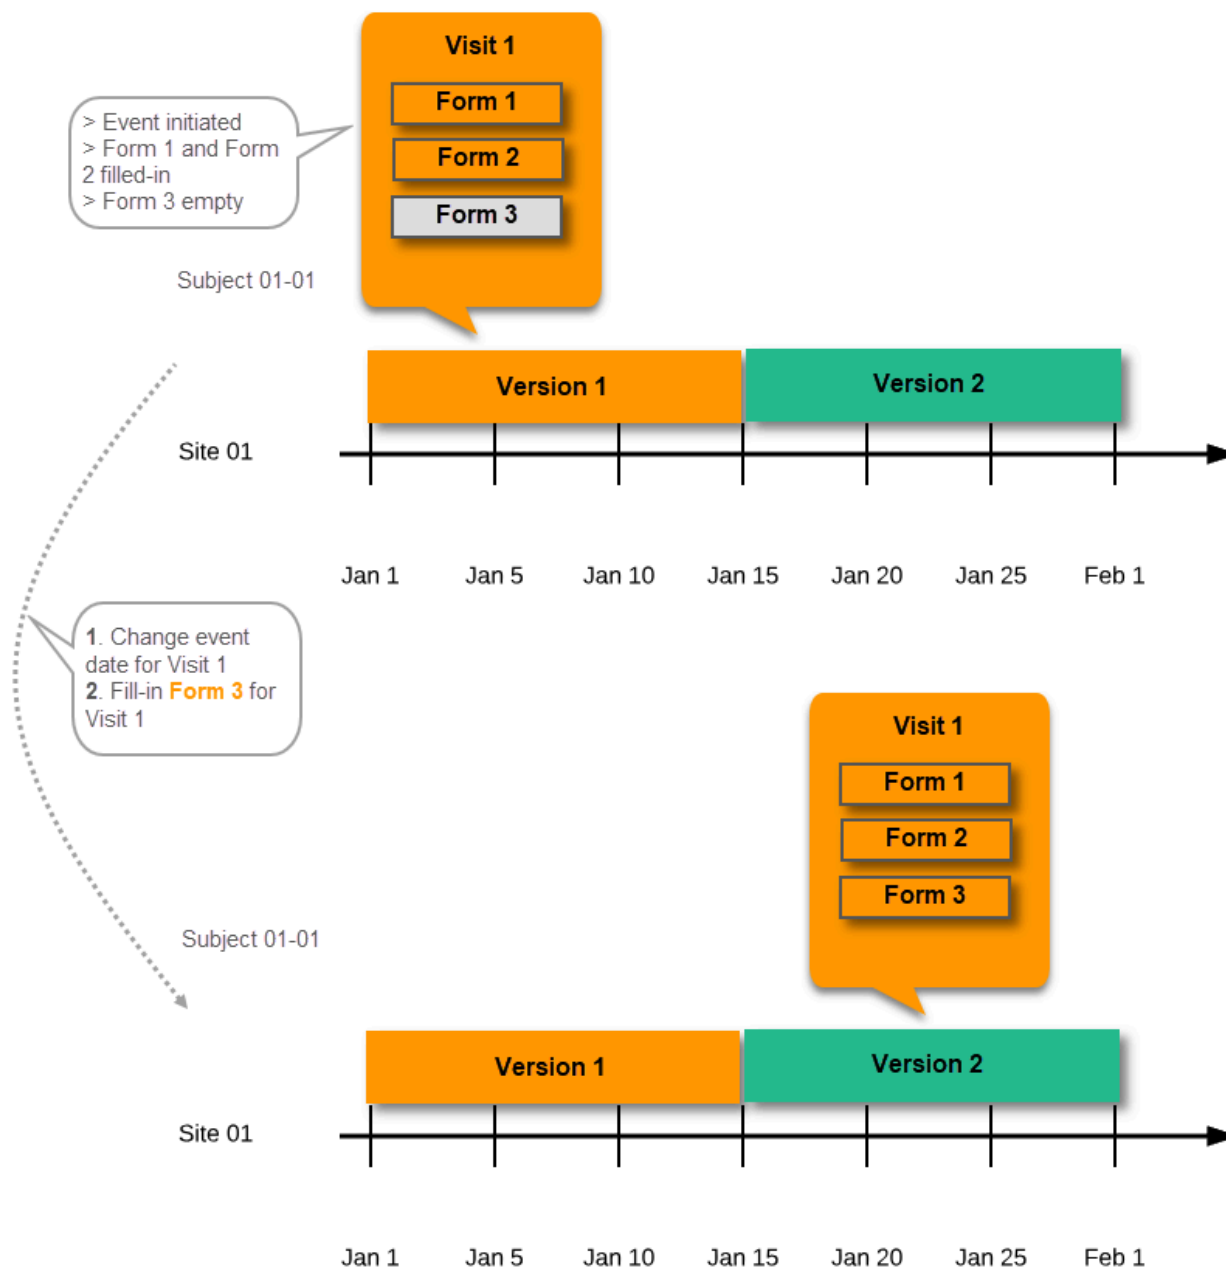 Visit 1
Form 1
Form 2
Form 3
> Event initiated
> Form 1 and Form
2 filled-in
> Form 3 empty
Subject 01-01
Version 1
Version 2
Site 01
Jan 1
Jan 5
Jan 10
Jan 15
Jan 20
Jan 25
Feb 1
1. Change event
date for Visit 1
2. Fill-in Form 3 for
Visit 1
Visit 1
Form 1
Form 2
Form 3
Subject 01-01
Version 1
Version 2
Site 01
Jan 1
Jan 5
Jan 10
Jan 15
Jan 20
Jan 25
Feb 1